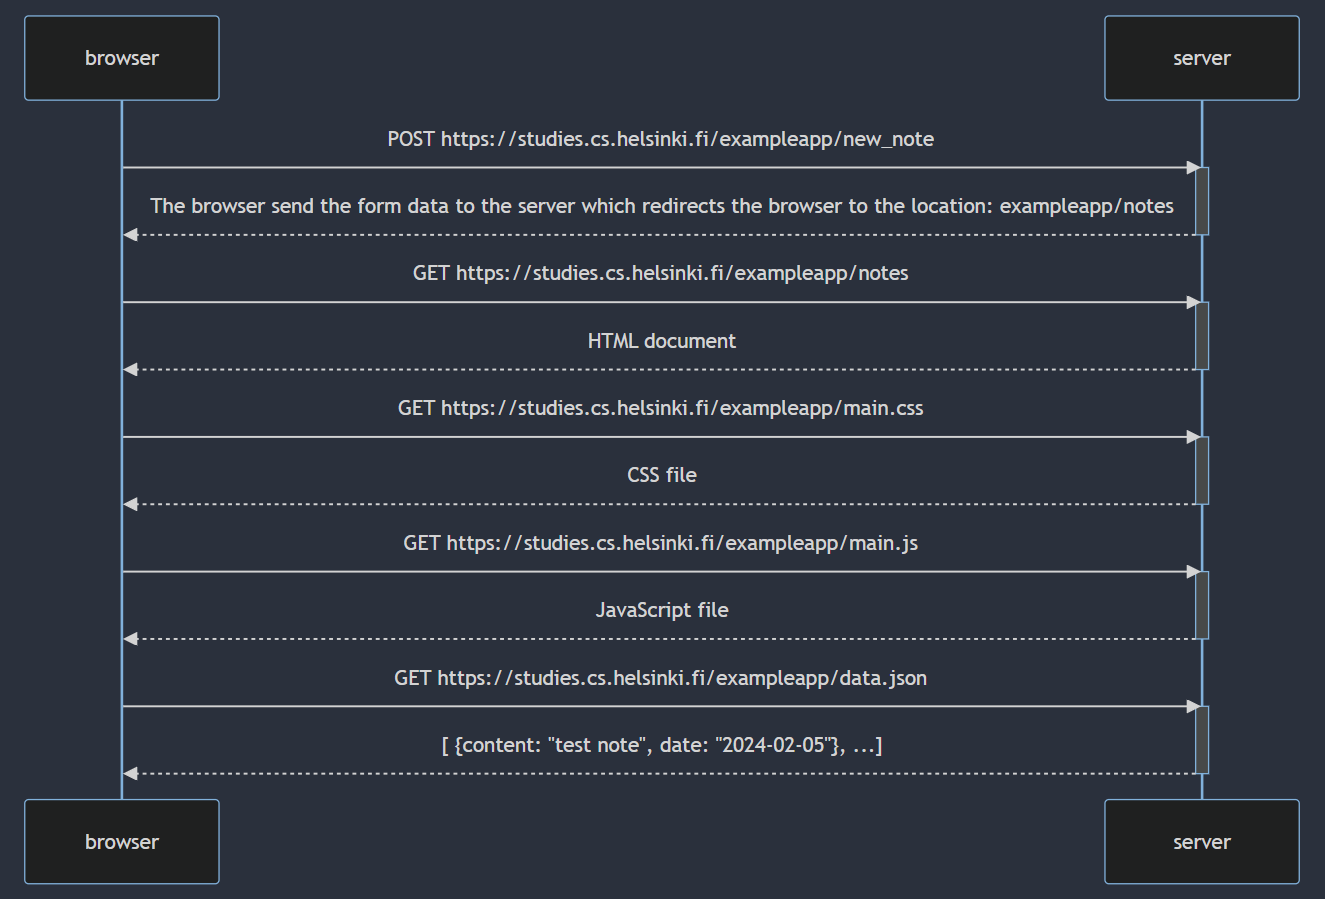 browser
server
POST https://studies.cs.helsinki.fi/exampleapp/new_note
The browser send the form data to the server which redirects the browser to the location: exampleapp/notes
GET https://studies.cs.helsinki.fi/exampleapp/notes
HTML document
GET https://studies.cs.helsinki.fi/exampleapp/main.css
CSS file
GET https://studies.cs.helsinki.fi/exampleapp/main.js
JavaScript file
GET https://studies.cs.helsinki.fi/exampleapp/data.json
[ {content: "test note", date: "2024-02-05"}, ...]
browser
server